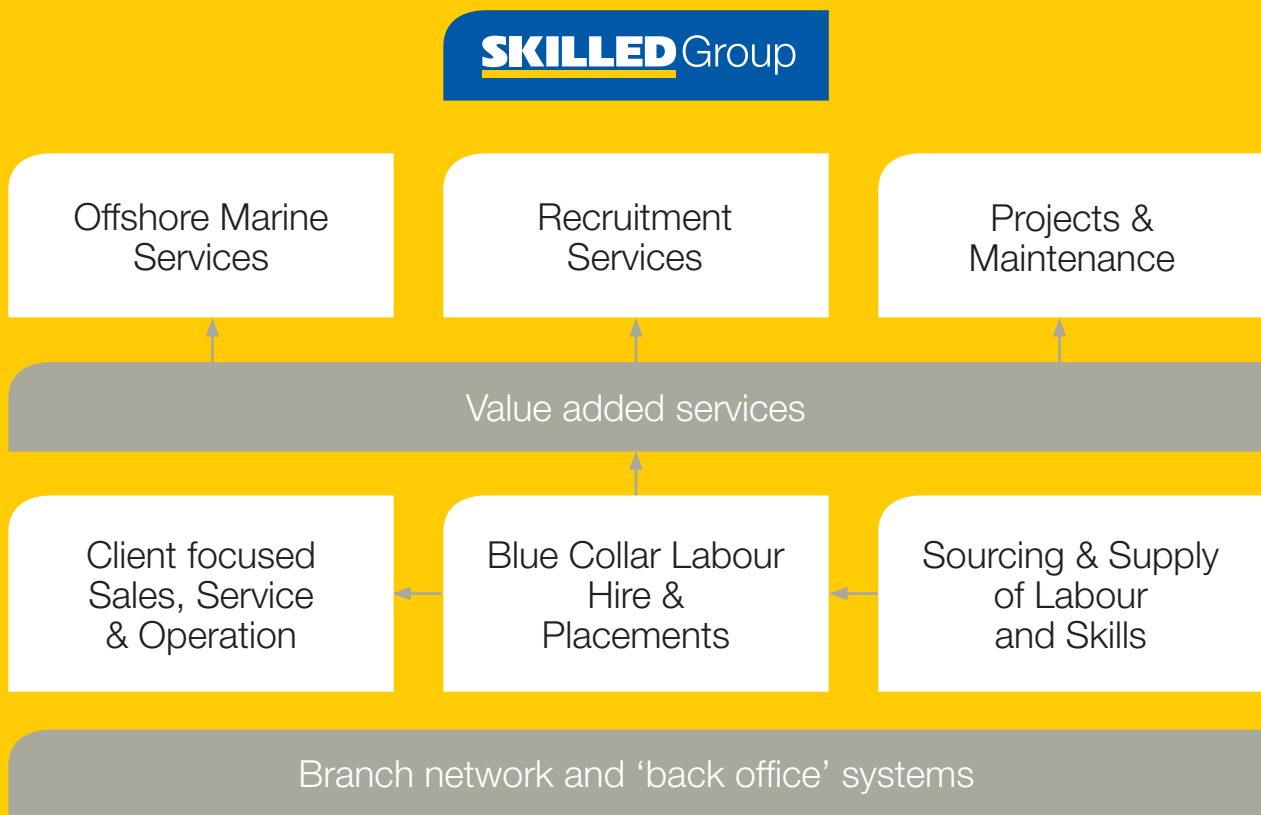 SKILLED Group
Offshore Marine
Services
Recruitment
Services
Projects &
Maintenance
Value added services
Client focused
Sales, Service
& Operation
Blue Collar Labour
Hire &
Placements
Sourcing & Supply
of Labour
and Skills
Branch network and ‘back office’ systems